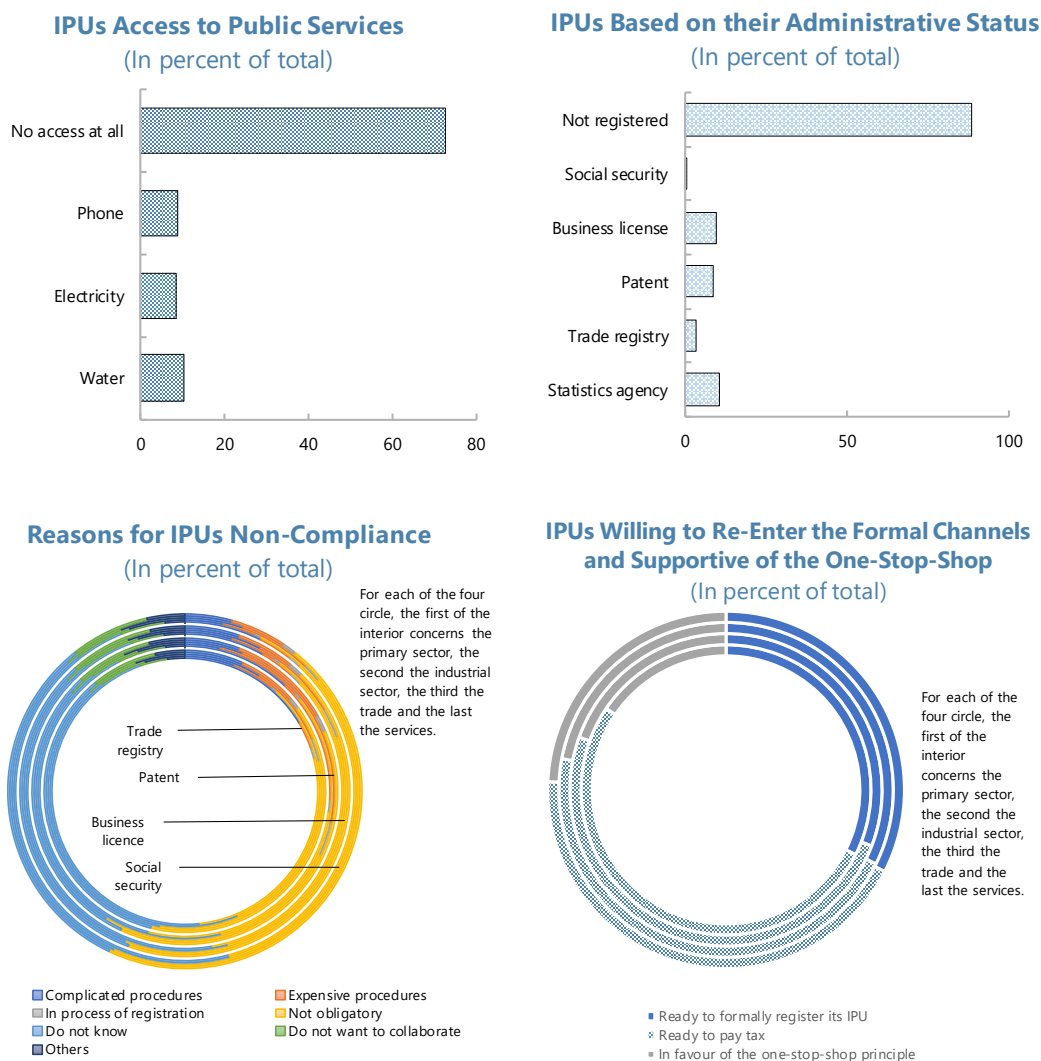 IPUs Access to Public Services
(In percent of total)
No access at all
Phone
Electricity
Water
0 20 40 60 80
IPUs Based on their Administrative Status
(In percent of total)
Not registered
Social security
Business license
Patent
Trade registry
Statistics agency
0 50 100
Reasons for IPUs Non-Compliance
(In percent of total)
For each of the four
circle, the first of the
interior concerns the
primary sector, the
second the industrial
sector, the third the
trade and the last
the services.
Trade
registry
Patent
Business
licence
Social
security
Complicated procedures
Expensive procedures
In process of registration
Not obligatory
Do not know
Do not want to collaborate
Others
IPUs Willing to Re-Enter the Formal Channels
and Supportive of the One-Stop-Shop
(In percent of total)
For each of the
four circle, the
first of the
interior
concerns the
primary sector,
the second the
industrial sector,
the third the
trade and the
last the services.
Ready to formally register its IPU
Ready to pay tax
In favour of the one-stop-shop principle